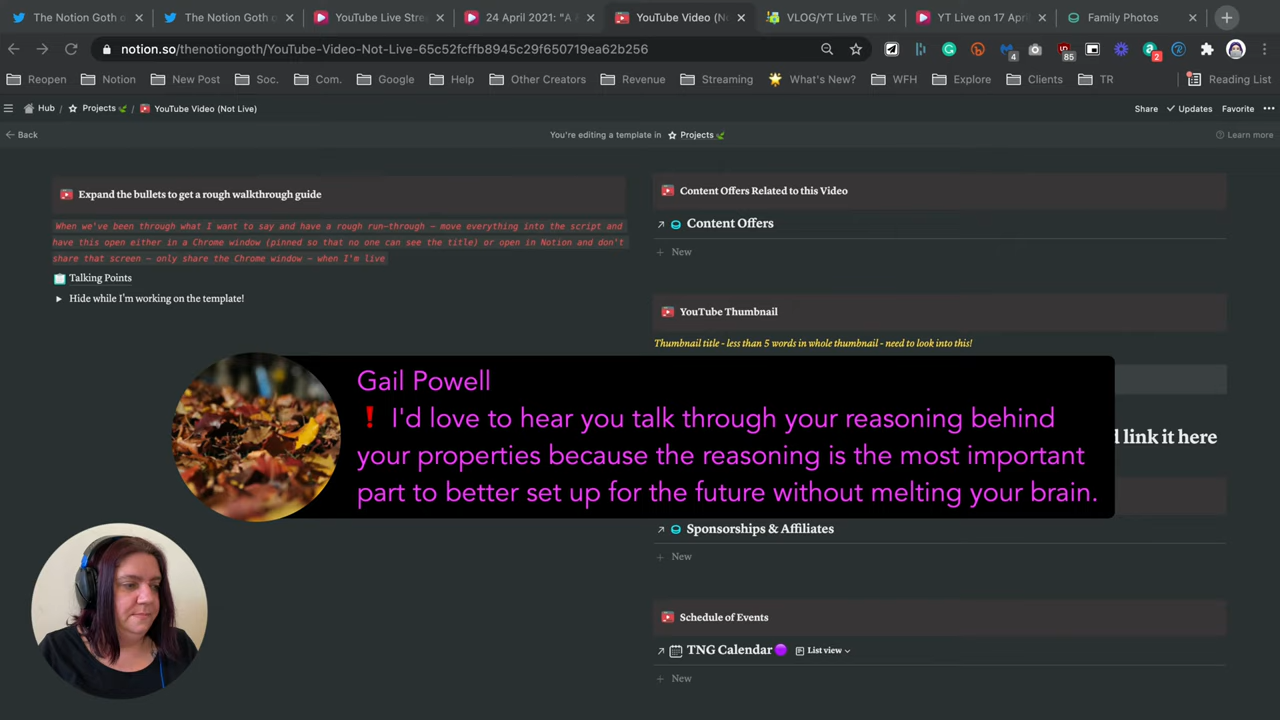 The Notion Goth on
The Notion Goth o
YouTube Live Stre
24 April 2021: "A
YouTube Video (No
VLOG/YT Live TEM
YT Live on 17 Apri
Family Photos
notion.so/thenotiongoth/YouTube-Video-Not-Live-65c52fcffb8945c29f650719ea62b256
4
85
2
Reopen
Notion
New Post
Soc.
Com.
Google
Help
Other Creators
Revenue
Streaming
What's New?
WFH
Explore
Clients
TR
Reading List
Hub / Projects / YouTube Video (Not Live)
Share
Updates
Favorite
Back
You're editing a template in Projects
Learn more
Expand the bullets to get a rough walkthrough guide
When we've been through what I want to say and have a rough run-through ~ move everything into the script and
have this open either in a Chrome window (pinned so that no one can see the title) or open in Notion and don't
share that screen ~ only share the Chrome window ~ when I'm live
Talking Points
Hide while I'm working on the template!
Content Offers Related to this Video
Content Offers
New
YouTube Thumbnail
Thumbnail title - less than 5 words in whole thumbnail - need to look into this!
Gail Powell
❗ I'd love to hear you talk through your reasoning behind
your properties because the reasoning is the most important
part to better set up for the future without melting your brain.
d link it here
Sponsorships & Affiliates
New
Schedule of Events
TNG Calendar
List view
New